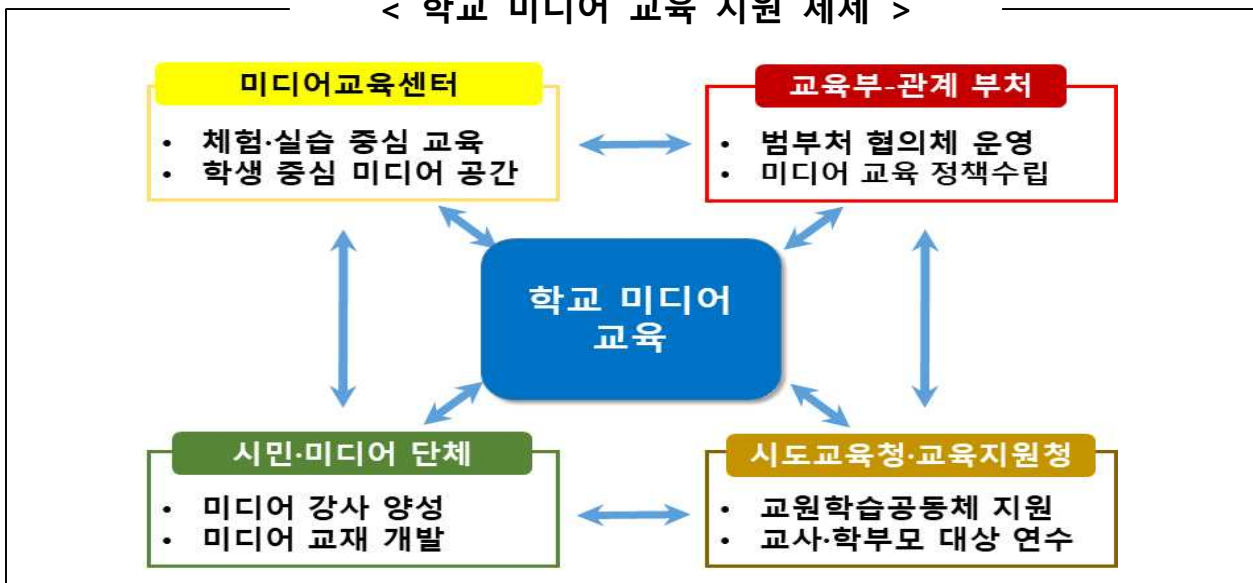 < 학교 미디어 교육 지원 체제 >
미디어교육센터
• 체험·실습 중심 교육
• 학생 중심 미디어 공간
교육부-관계 부처
• 범부처 협의체 운영
• 미디어 교육 정책수립
학교 미디어
교육
시민·미디어 단체
• 미디어 강사 양성
• 미디어 교재 개발
시도교육청·교육지원청
• 교원학습공동체 지원
• 교사·학부모 대상 연수